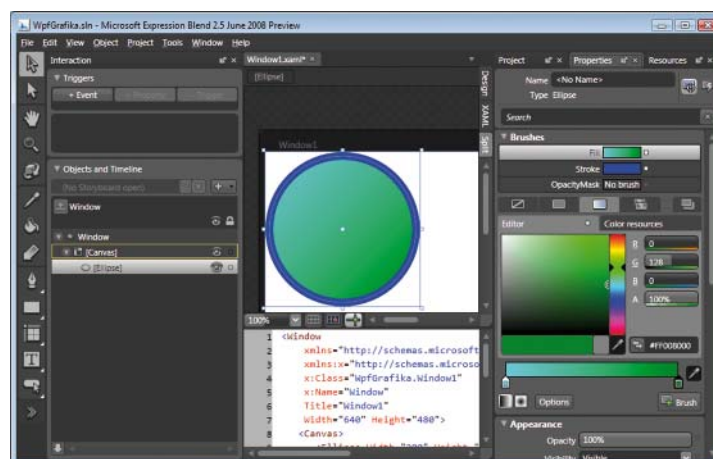 WpfGrafika.sln - Microsoft Expression Blend 2.5 June 2008 Preview
File Edit View Object Project Tools Window Help
Interaction
Triggers
+ Event
Objects and Timeline
(No Storyboard open)
Window
Window
[Canvas]
[Ellipse]
Window1.xaml*
[Ellipse]
Window1
Design
XAML
Split
100%
1 <Window
2 xmlns="http://schemas.microsoft
3 xmlns:x="http://schemas.microso
4 x:Class="WpfGrafika.Window1"
5 x:Name="Window"
6 Title="Window1"
7 Width="640" Height="480">
8 <Canvas>
Project Properties Resources
Name <No Name>
Type Ellipse
Search
Brushes
Fill
Stroke
OpacityMask No brush
Editor Color resources
R 0
G 128
B 0
A 100%
#FF008000
Options
Brush
Appearance
Opacity 100%
Visibility Visible